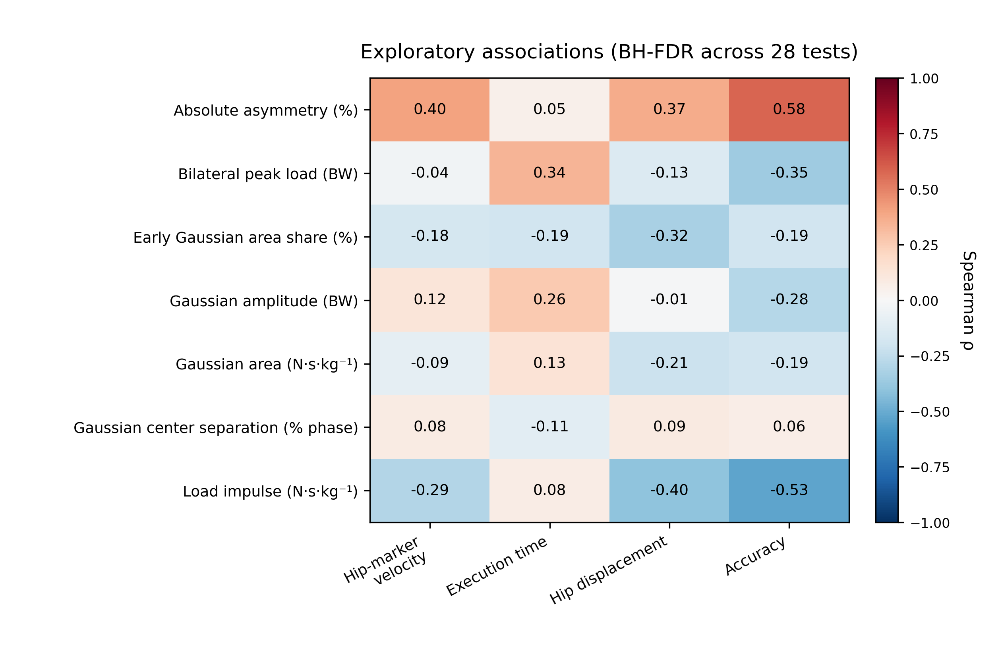 Exploratory associations (BH-FDR across 28 tests)
Absolute asymmetry (%) 0.40 0.05 0.37 0.58
Bilateral peak load (BW) -0.04 0.34 -0.13 -0.35
Early Gaussian area share (%) -0.18 -0.19 -0.32 -0.19
Gaussian amplitude (BW) 0.12 0.26 -0.01 -0.28
Gaussian area (N·s·kg⁻¹) -0.09 0.13 -0.21 -0.19
Gaussian center separation (% phase) 0.08 -0.11 0.09 0.06
Load impulse (N·s·kg⁻¹) -0.29 0.08 -0.40 -0.53
Hip-marker
velocity
Execution time
Hip displacement
Accuracy
1.00
0.75
0.50
0.25
0.00
−0.25
−0.50
−0.75
−1.00
Spearman ρ